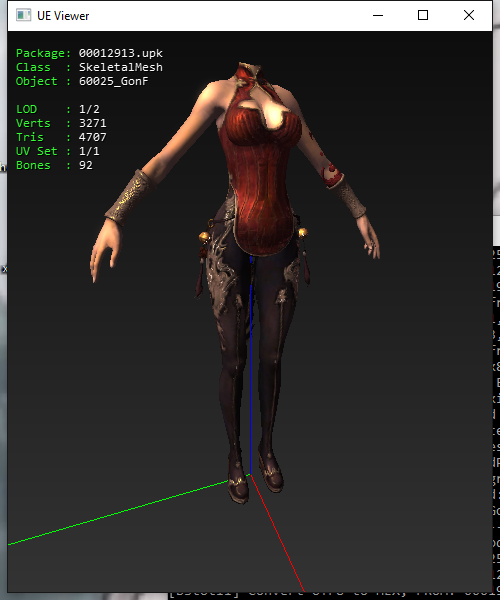 UE Viewer
Package: 00012913.upk
Class : SkeletalMesh
Object : 60025_GonF
LOD : 1/2
Verts : 3271
Tris : 4707
UV Set : 1/1
Bones : 92